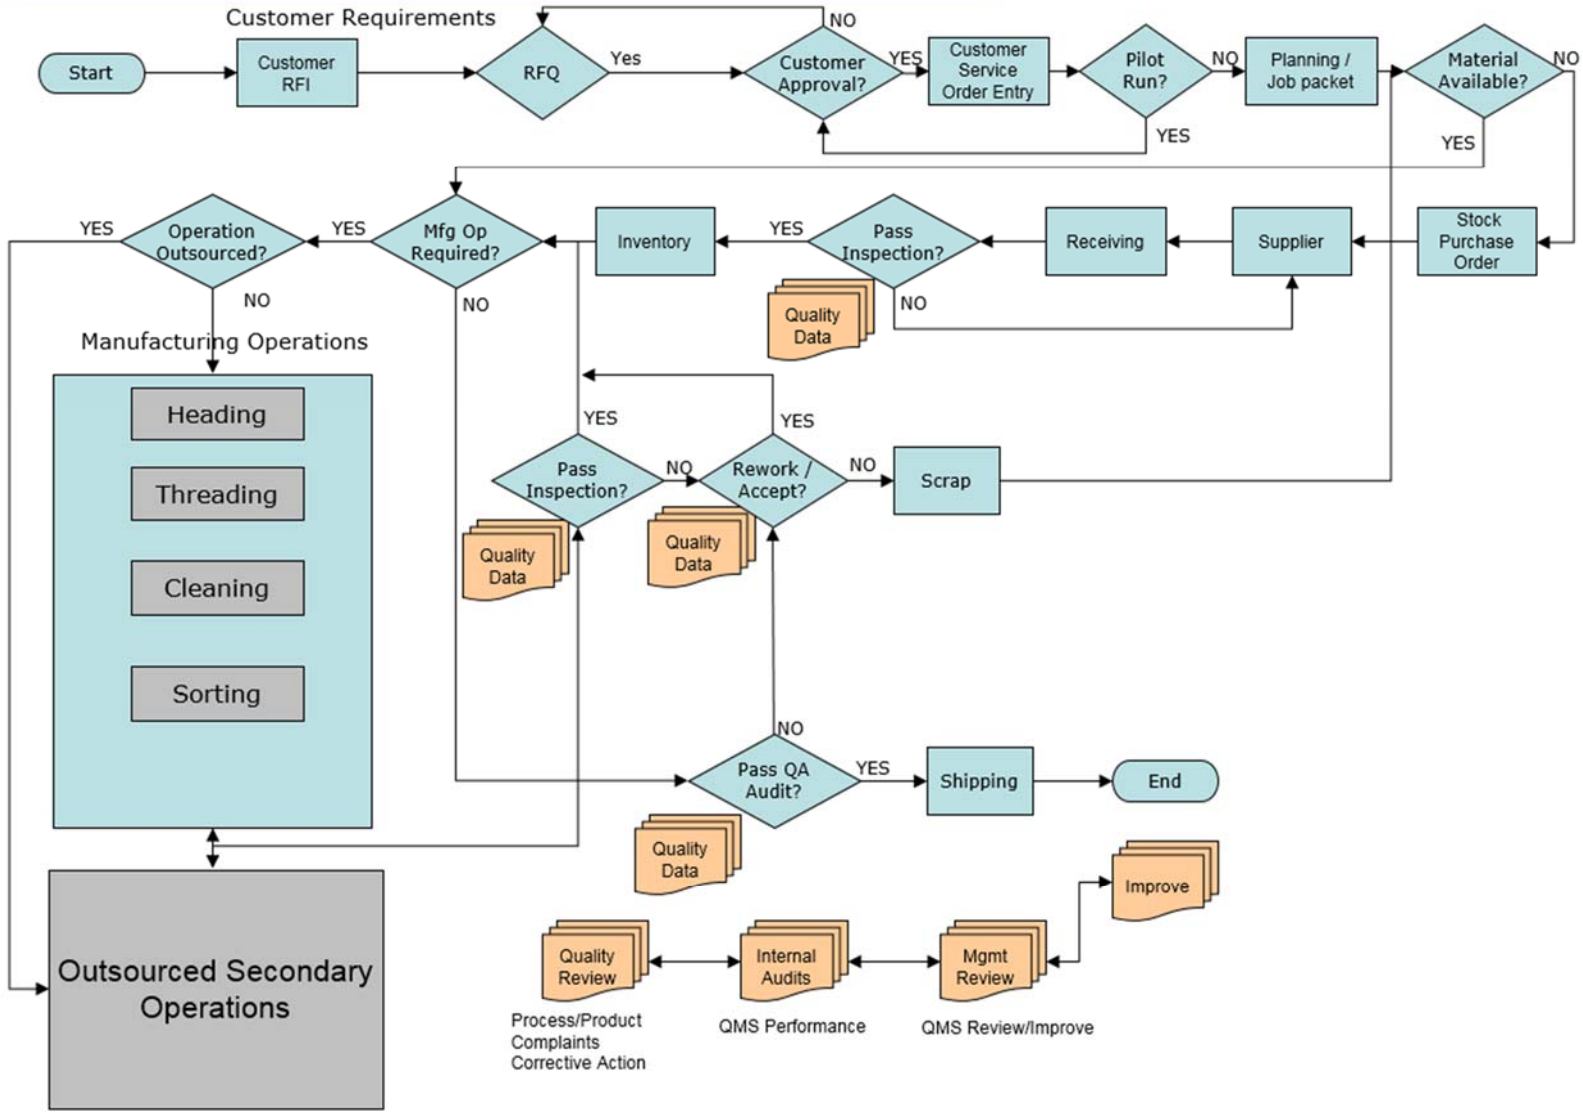 Customer Requirements
Start
Customer
RFI
RFQ
Yes
NO
Customer
Approval?
YES
Customer
Service
Order Entry
Pilot
Run?
NO
YES
Planning /
Job packet
Material
Available?
NO
YES
YES
Operation
Outsourced?
YES
Mfg Op
Required?
Inventory
YES
Pass
Inspection?
Receiving
Supplier
Stock
Purchase
Order
NO
NO
NO
Quality
Data
Manufacturing Operations
Heading
Threading
Cleaning
Sorting
YES
YES
Pass
Inspection?
NO
Rework /
Accept?
NO
Scrap
Quality
Data
Quality
Data
NO
Pass QA
Audit?
YES
Shipping
End
Quality
Data
Improve
Outsourced Secondary
Operations
Quality
Review
Internal
Audits
Mgmt
Review
Process/Product
Complaints
Corrective Action
QMS Performance
QMS Review/Improve